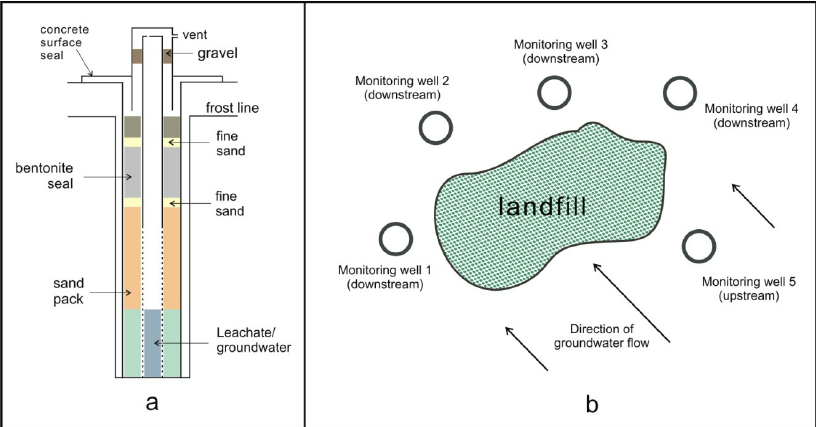 concrete
surface
seal
vent
gravel
frost line
fine
sand
bentonite
seal
fine
sand
sand
pack
Leachate/
groundwater
a
Monitoring well 3
(downstream)
Monitoring well 2
(downstream)
Monitoring well 4
(downstream)
landfill
Monitoring well 1
(downstream)
Monitoring well 5
(upstream)
Direction of
groundwater flow
b